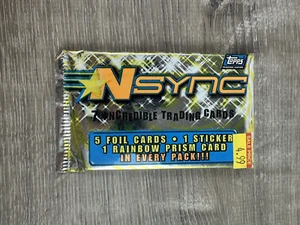 TOPPS
NSYNC
7 INCREDIBLE TRADING CARDS
5 FOIL CARDS • 1 STICKER
1 RAINBOW PRISM CARD
IN EVERY PACK!!!
4.99